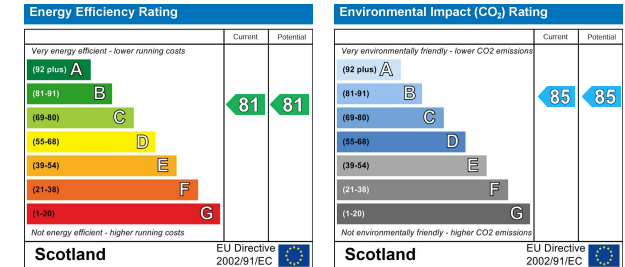 Energy Efficiency Rating
Current Potential
Very energy efficient - lower running costs
(92 plus) A
(81-91) B
81 81
(69-80) C
(55-68) D
(39-54) E
(21-38) F
(1-20) G
Not energy efficient - higher running costs
Scotland
EU Directive
2002/91/EC
Environmental Impact (CO₂) Rating
Current Potential
Very environmentally friendly - lower CO2 emissions
(92 plus) A
(81-91) B
85 85
(69-80) C
(55-68) D
(39-54) E
(21-38) F
(1-20) G
Not environmentally friendly - higher CO2 emissions
Scotland
EU Directive
2002/91/EC